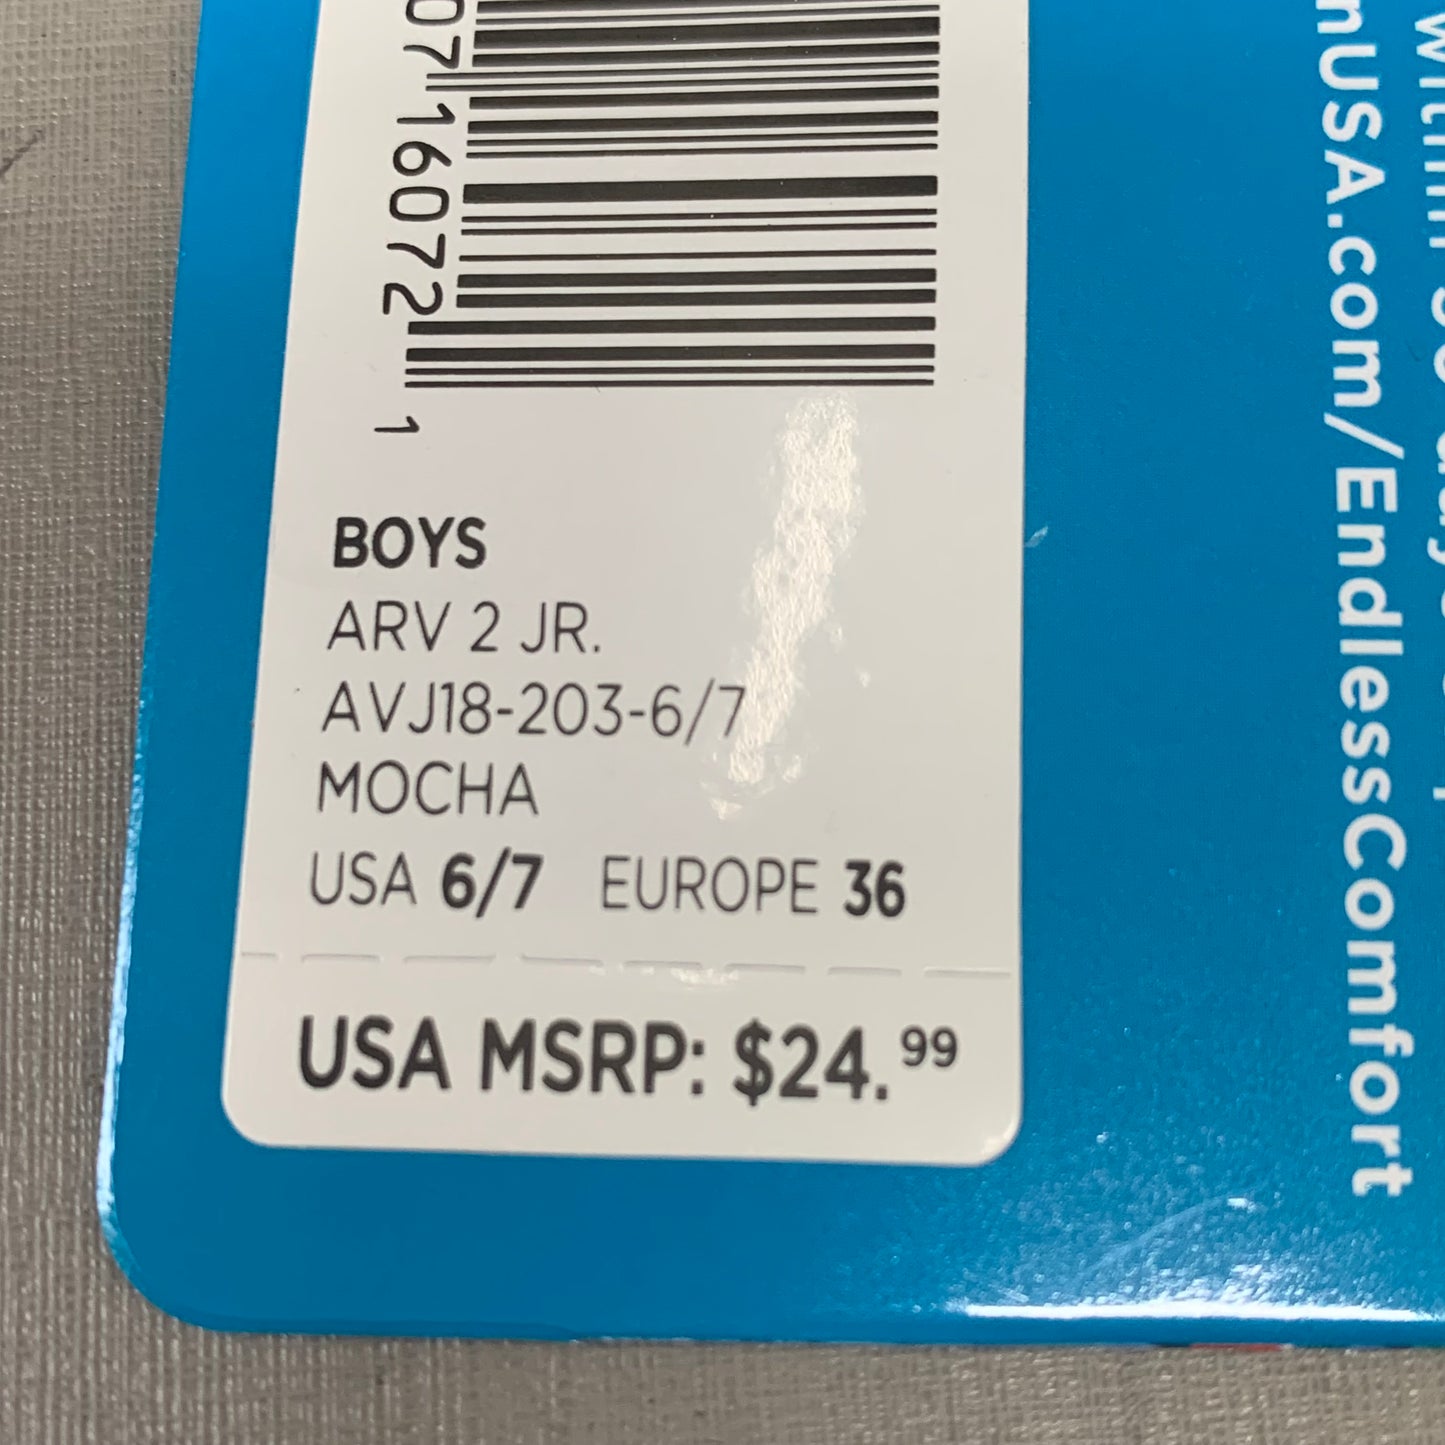 07 16072 1
BOYS
ARV 2 JR.
AVJ18-203-6/7
MOCHA
USA 6/7 EUROPE 36
USA MSRP: $24.99
nUSA.com/EndlessComfort